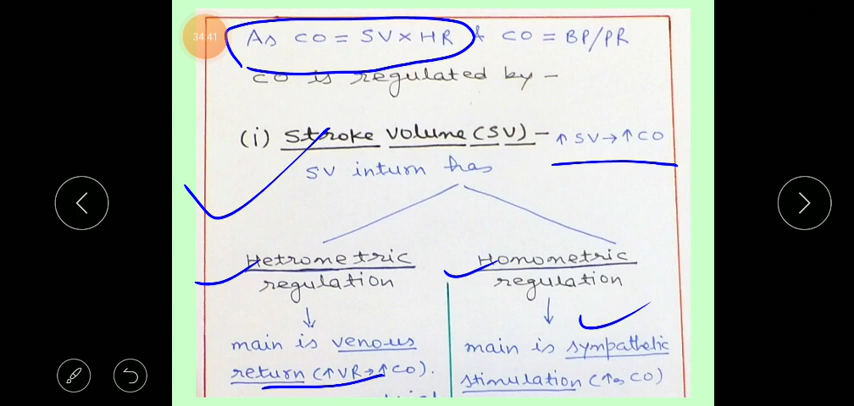 34:41
As CO = SV x HR & CO = BP/PR
CO is regulated by -
(i) Stroke Volume (SV) - ↑ SV → ↑ CO
SV inturn has
Hetrometric
regulation
↓
main is venous
return (↑ VR → ↑ CO).
Homometric
regulation
↓
main is sympathetic
stimulation (↑es CO)